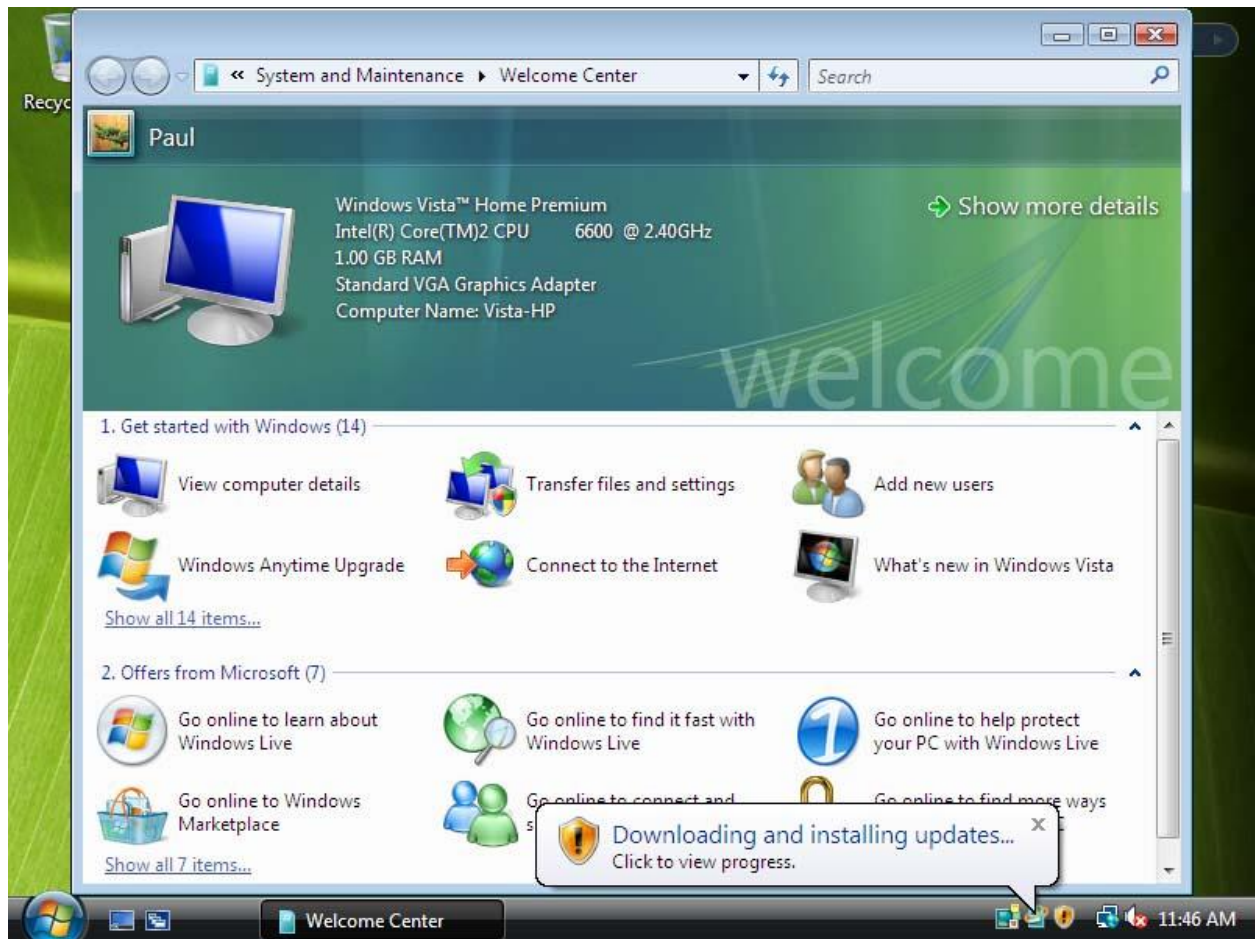 Recyc
« System and Maintenance ▸ Welcome Center
Search
Paul
Windows Vista™ Home Premium
Intel(R) Core(TM)2 CPU 6600 @ 2.40GHz
1.00 GB RAM
Standard VGA Graphics Adapter
Computer Name: Vista-HP
Show more details
welcome
1. Get started with Windows (14)
View computer details
Transfer files and settings
Add new users
Windows Anytime Upgrade
Connect to the Internet
What's new in Windows Vista
Show all 14 items...
2. Offers from Microsoft (7)
Go online to learn about
Windows Live
Go online to find it fast with
Windows Live
Go online to help protect
your PC with Windows Live
Go online to Windows
Marketplace
Go online to connect and
Go online to find more ways
Show all 7 items...
Downloading and installing updates...
Click to view progress.
Welcome Center
11:46 AM